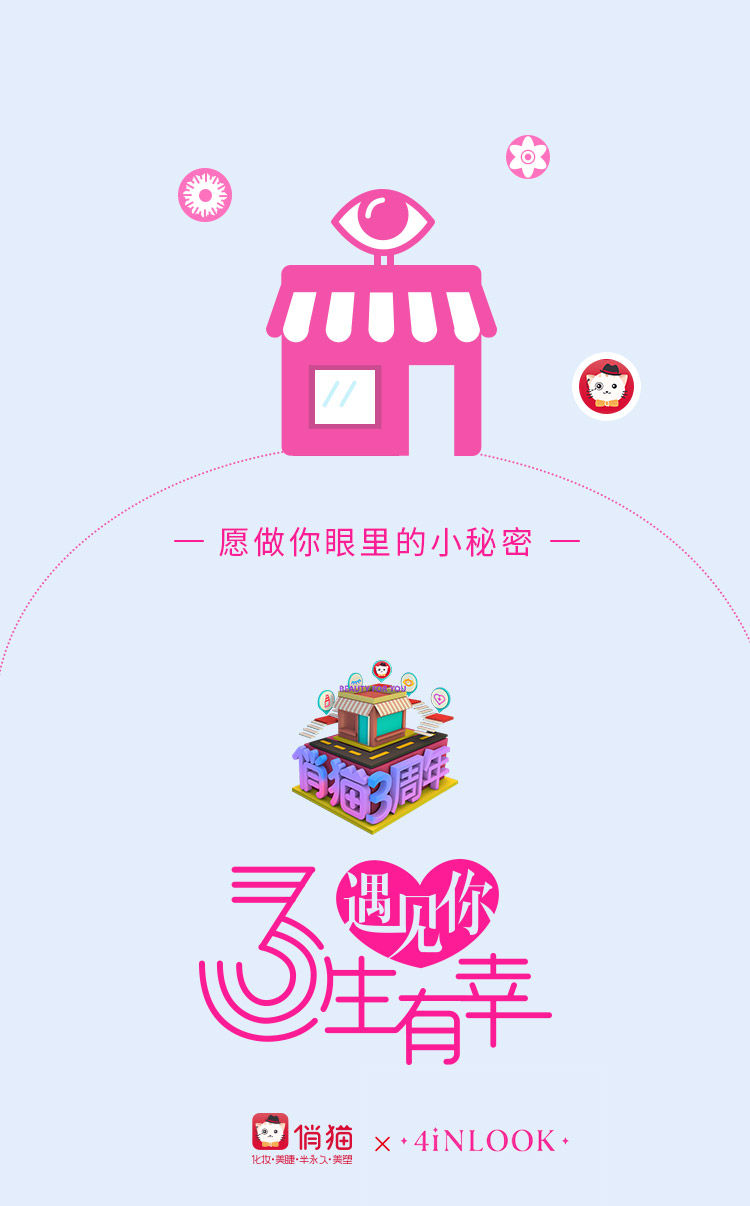 愿做你眼里的小秘密
BEAUTY FOR YOU
俏猫3周年
遇见你
3生有幸
俏猫 × 4iNLOOK
化妆·美睫·半永久·美塑